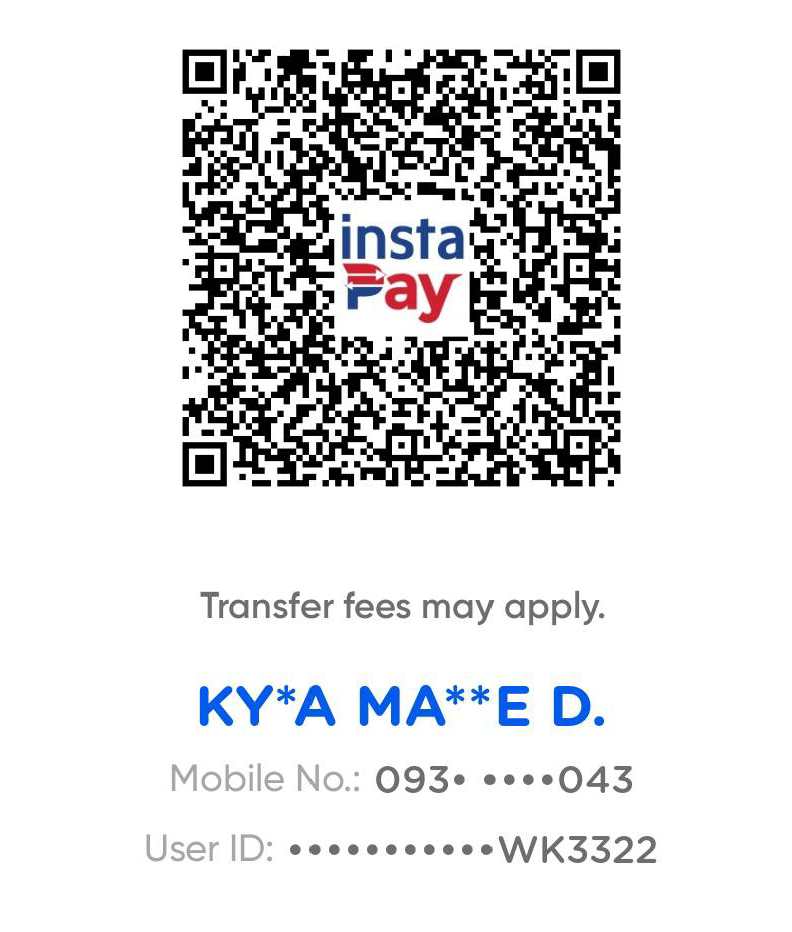 insta
Pay
Transfer fees may apply.
KY*A MA**E D.
Mobile No.: 093• ••••043
User ID: •••••••••••WK3322